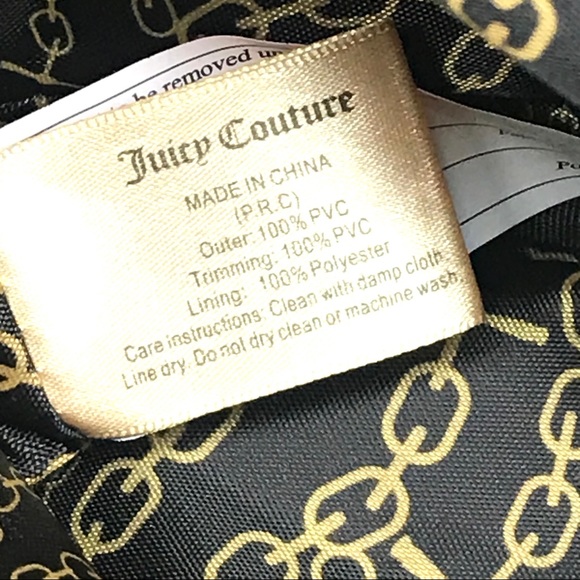 be removed
Juicy Couture
MADE IN CHINA
(P.R.C)
Outer: 100% PVC
Trimming: 100% PVC
Lining: 100% Polyester
Care instructions: Clean with damp cloth.
Line dry. Do not dry clean or machine wash.